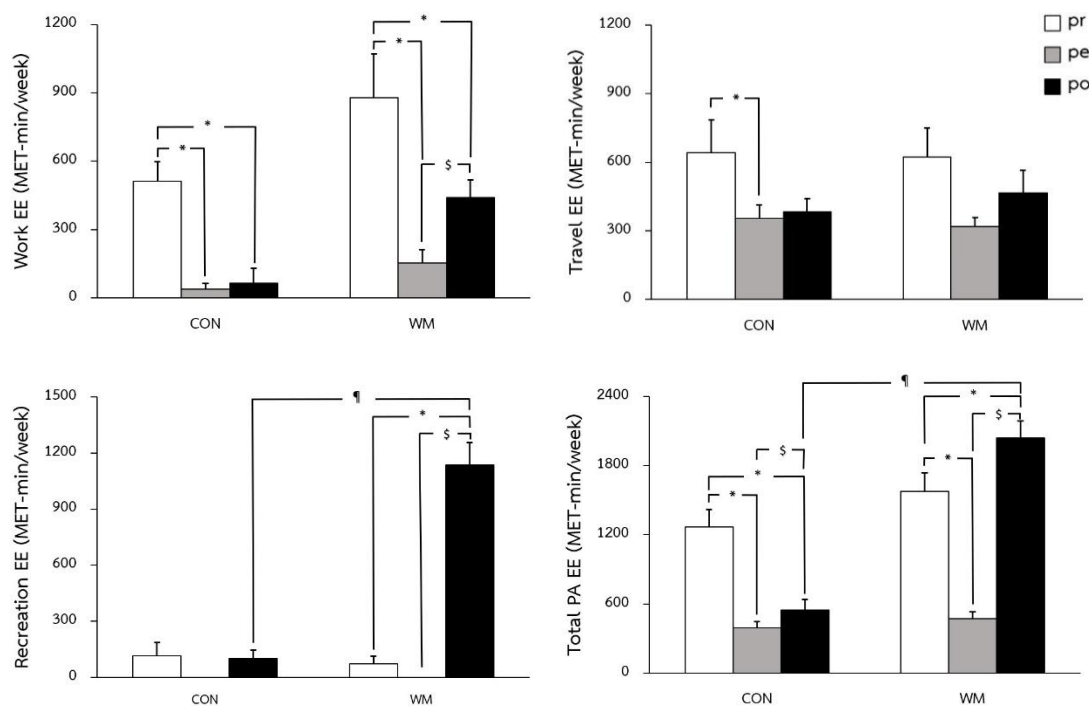 Work EE (MET-min/week)
1200
900
600
300
0
* 
*
*
*
$
CON
WM
Travel EE (MET-min/week)
1200
900
600
300
0
*
CON
WM
pr
pe
po
Recreation EE (MET-min/week)
1500
1200
900
600
300
0
¶
*
$
CON
WM
Total PA EE (MET-min/week)
2400
1800
1200
600
0
¶
*
$
$
*
*
*
CON
WM